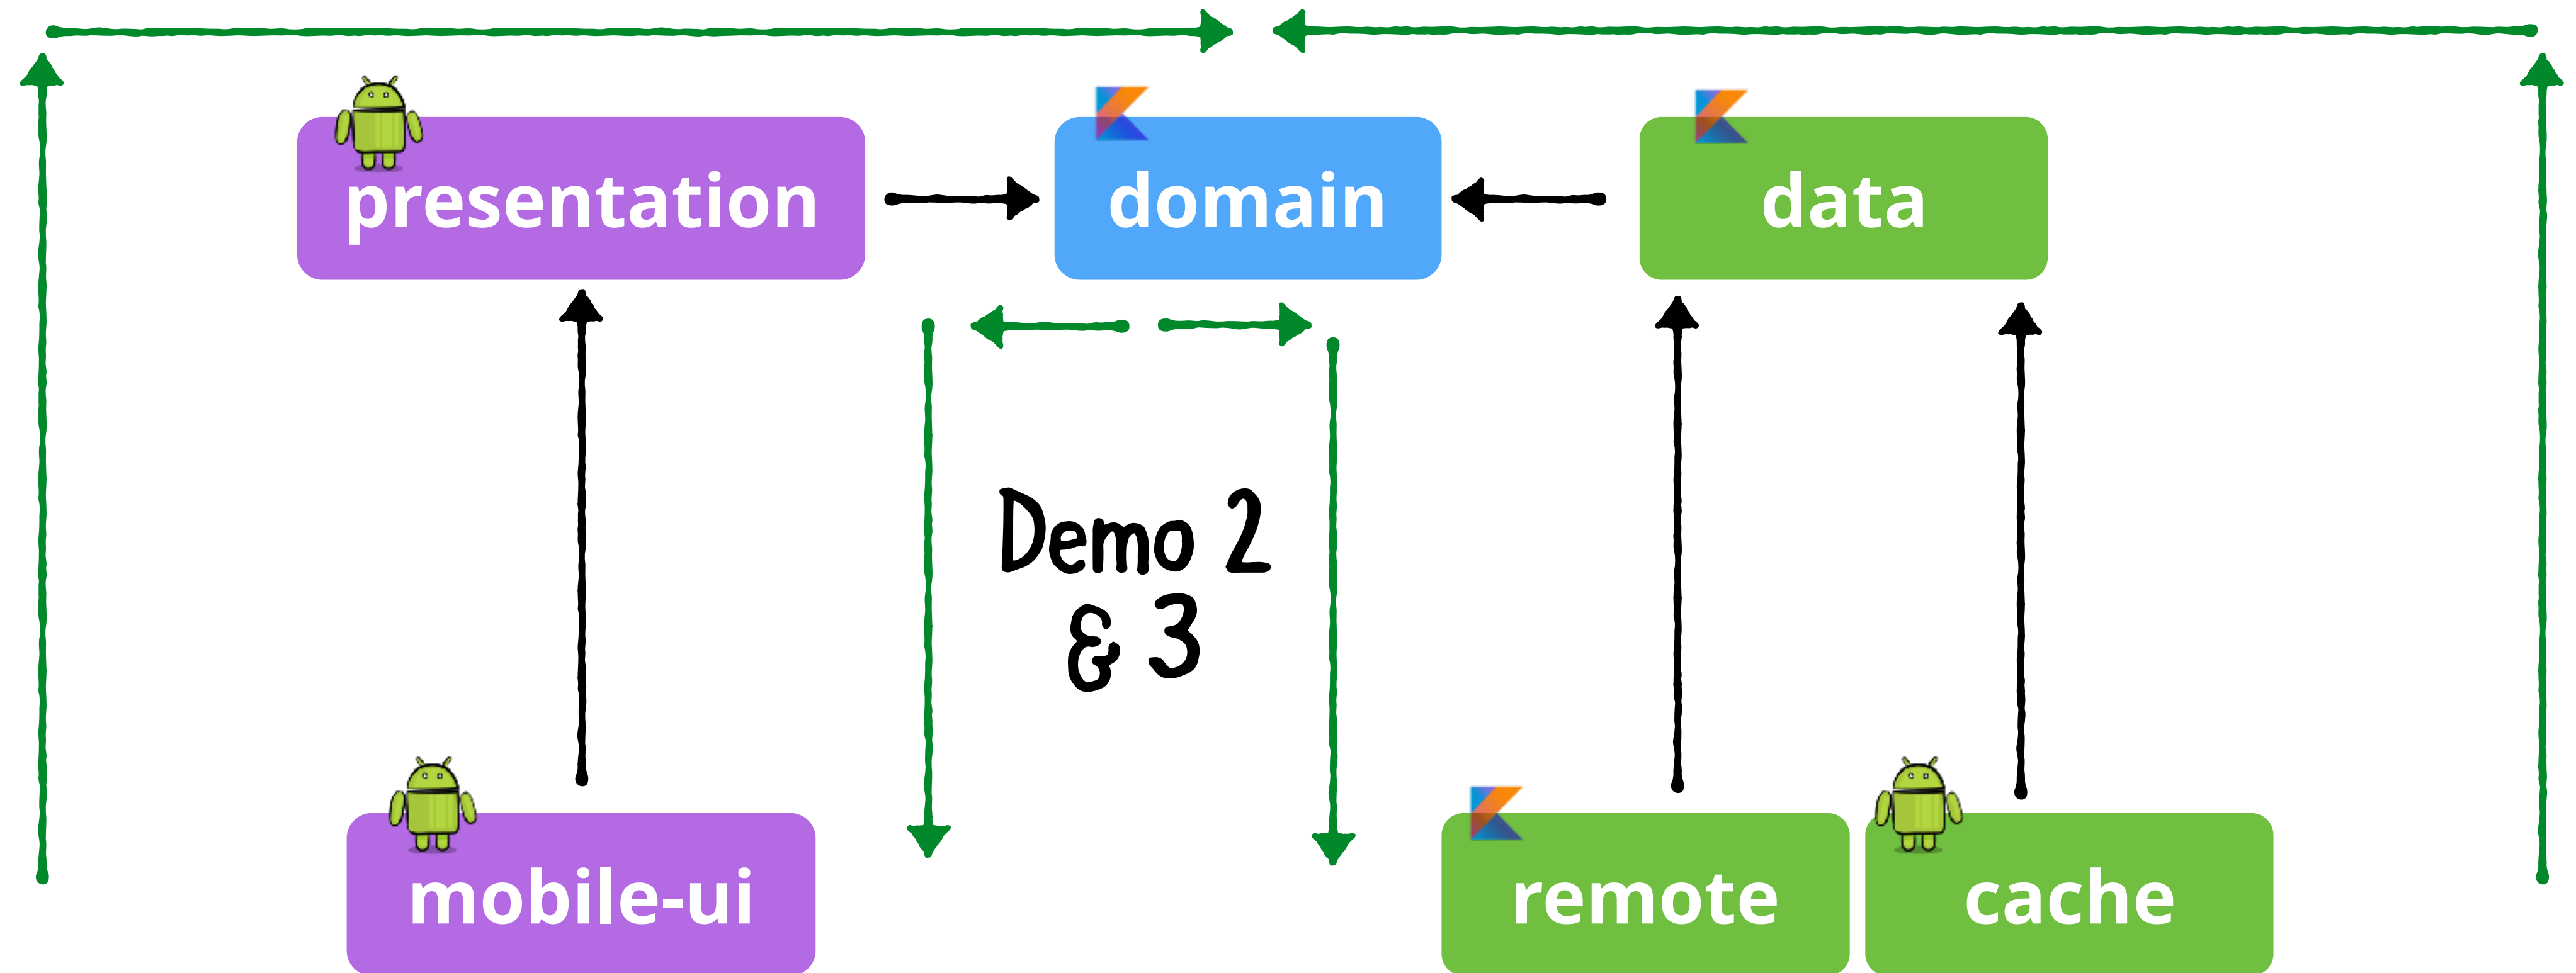 presentation
domain
data
Demo 2
& 3
mobile-ui
remote
cache